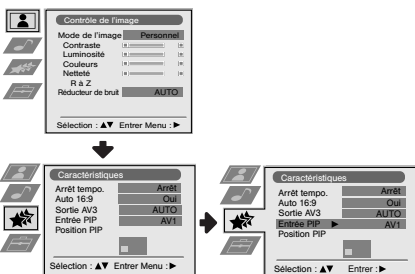 Contrôle de l'image
Mode de l'image Personnel
Contraste
Luminosité
Couleurs
Netteté
R à Z
Réducteur de bruit AUTO
Sélection : ▲▼ Entrer Menu : ►
Caractéristiques
Arrêt tempo. Arrêt
Auto 16:9 Oui
Sortie AV3 AUTO
Entrée PIP AV1
Position PIP
Sélection : ▲▼ Entrer Menu : ►
Caractéristiques
Arrêt tempo. Arrêt
Auto 16:9 Oui
Sortie AV3 AUTO
Entrée PIP ► AV1
Position PIP
Sélection : ▲▼ Entrer : ►